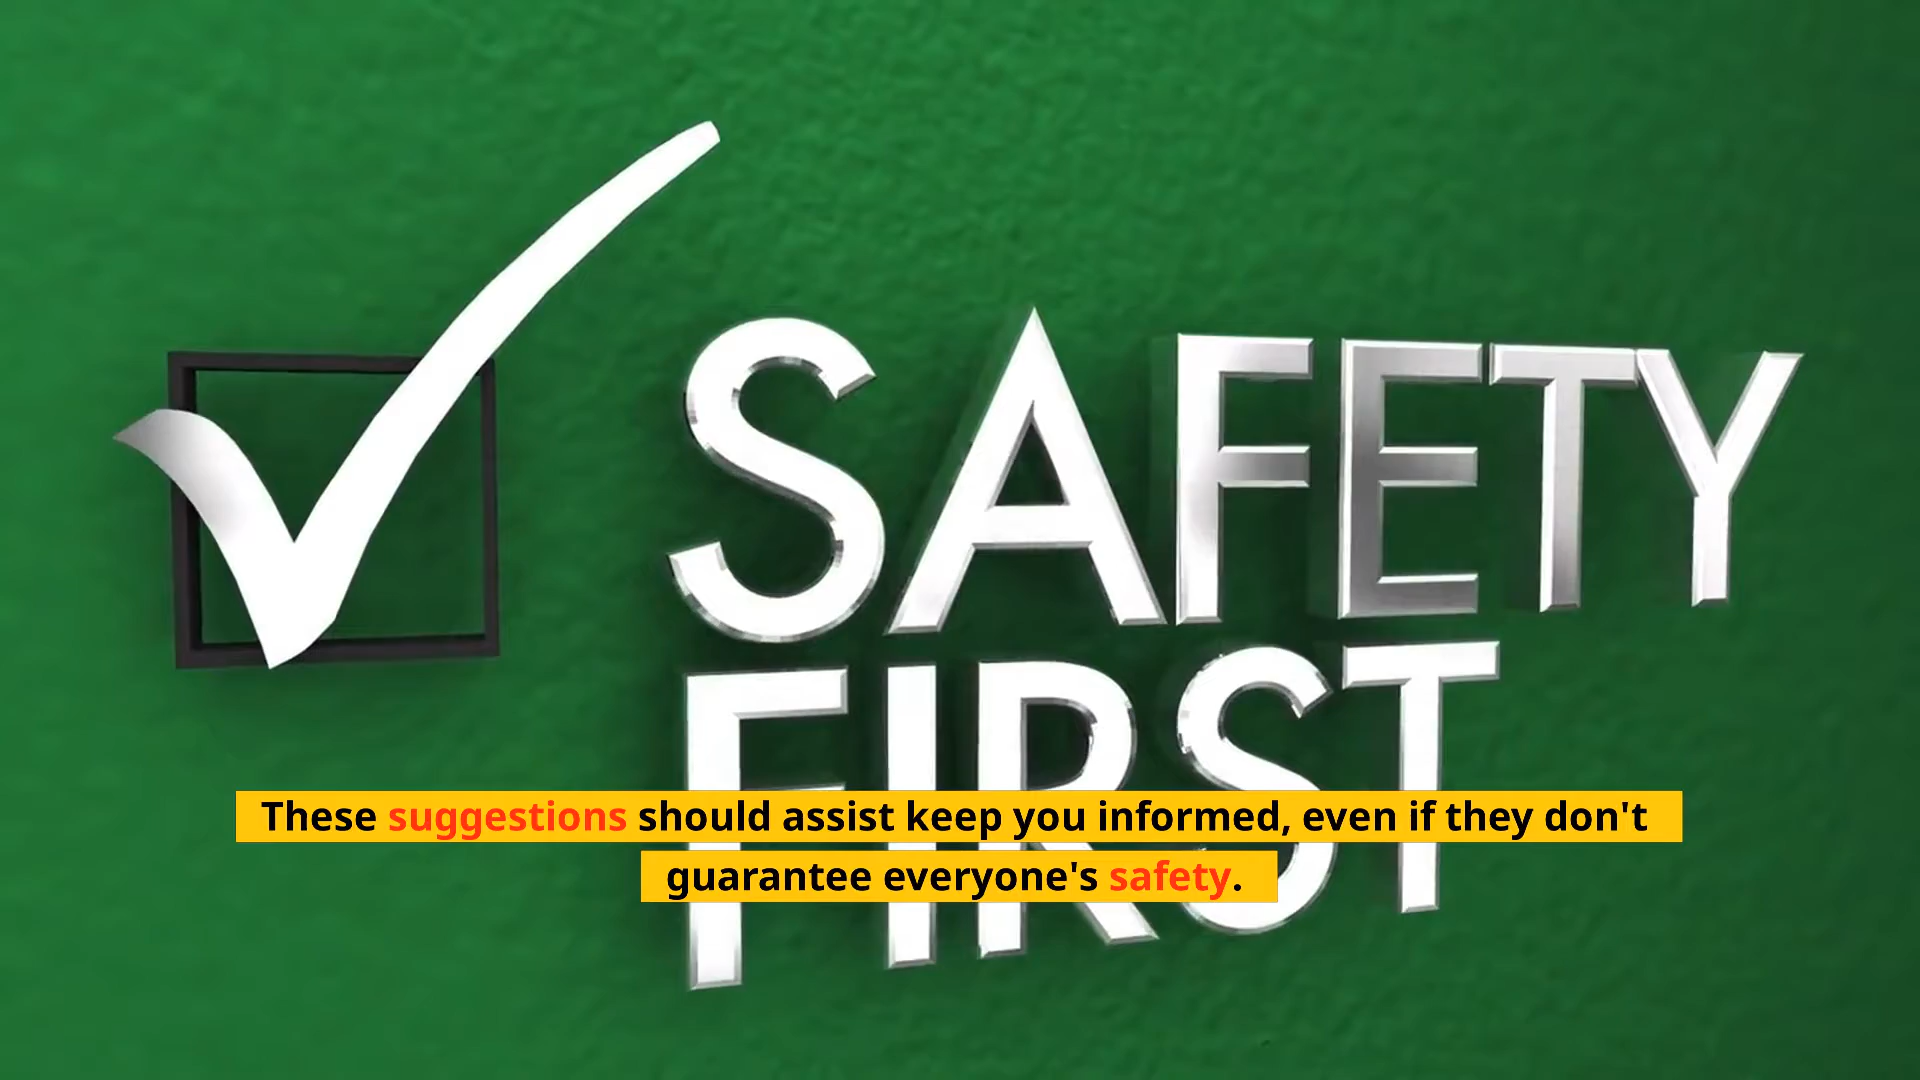 SAFETY
FIRST
These suggestions should assist keep you informed, even if they don't
guarantee everyone's safety.